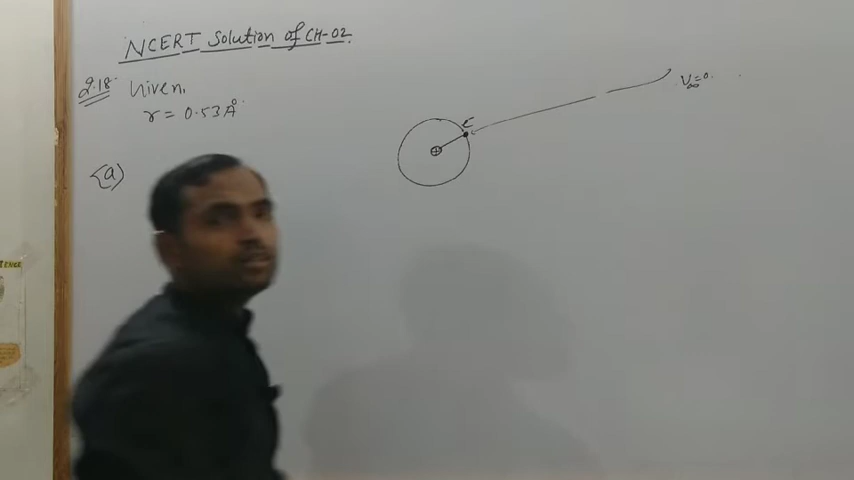 NCERT Solution of CH-02
2.18 Given,
r = 0.53 A°
(a)
e
⊕
V∞=0.